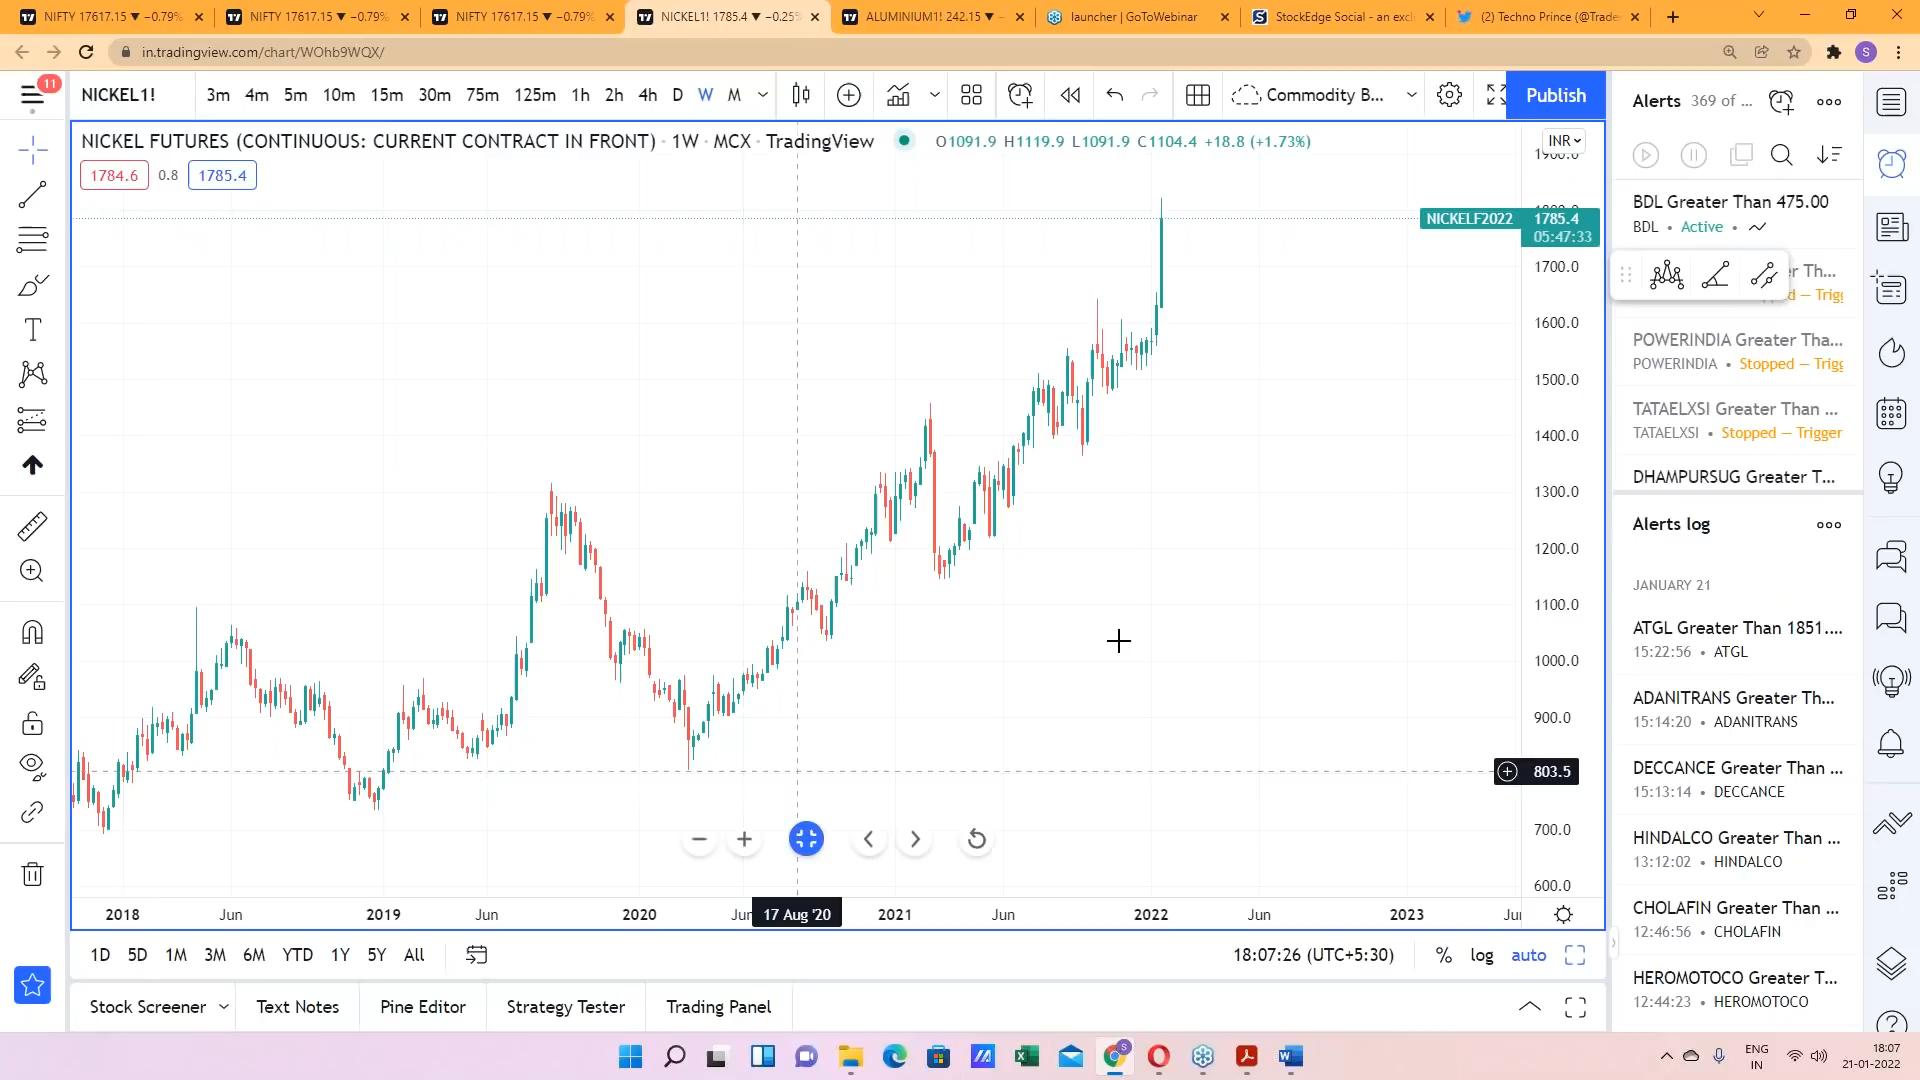 NIFTY 17617.15 ▼ −0.79%
NIFTY 17617.15 ▼ −0.79%
NIFTY 17617.15 ▼ −0.79%
NICKEL1! 1785.4 ▼ −0.25%
ALUMINIUM1! 242.15 ▼ −
launcher | GoToWebinar
StockEdge Social - an excl
(2) Techno Prince (@Trade
in.tradingview.com/chart/WOhb9WQX/
S
11
NICKEL1!
3m 4m 5m 10m 15m 30m 75m 125m 1h 2h 4h D W M
Commodity B...
Publish
NICKEL FUTURES (CONTINUOUS: CURRENT CONTRACT IN FRONT) · 1W · MCX · TradingView
O1091.9 H1119.9 L1091.9 C1104.4 +18.8 (+1.73%)
INR
1784.6 0.8 1785.4
1900.0
1800.0
NICKELF2022 1785.4
05:47:33
1700.0
1600.0
1500.0
1400.0
1300.0
1200.0
1100.0
1000.0
900.0
803.5
700.0
600.0
2018 Jun 2019 Jun 2020 Jun 17 Aug '20 2021 Jun 2022 Jun 2023 Ju
1D 5D 1M 3M 6M YTD 1Y 5Y All
18:07:26 (UTC+5:30)
% log auto
Stock Screener Text Notes Pine Editor Strategy Tester Trading Panel
Alerts 369 of ...
BDL Greater Than 475.00
BDL • Active •
er Th...
d — Trigg
POWERINDIA Greater Tha...
POWERINDIA • Stopped — Trigg
TATAELXSI Greater Than ...
TATAELXSI • Stopped — Trigger
DHAMPURSUG Greater T...
Alerts log
JANUARY 21
ATGL Greater Than 1851....
15:22:56 • ATGL
ADANITRANS Greater Th...
15:14:20 • ADANITRANS
DECCANCE Greater Than ...
15:13:14 • DECCANCE
HINDALCO Greater Than ...
13:12:02 • HINDALCO
CHOLAFIN Greater Than ...
12:46:56 • CHOLAFIN
HEROMOTOCO Greater T...
12:44:23 • HEROMOTOCO
S
ENG
IN
18:07
21-01-2022